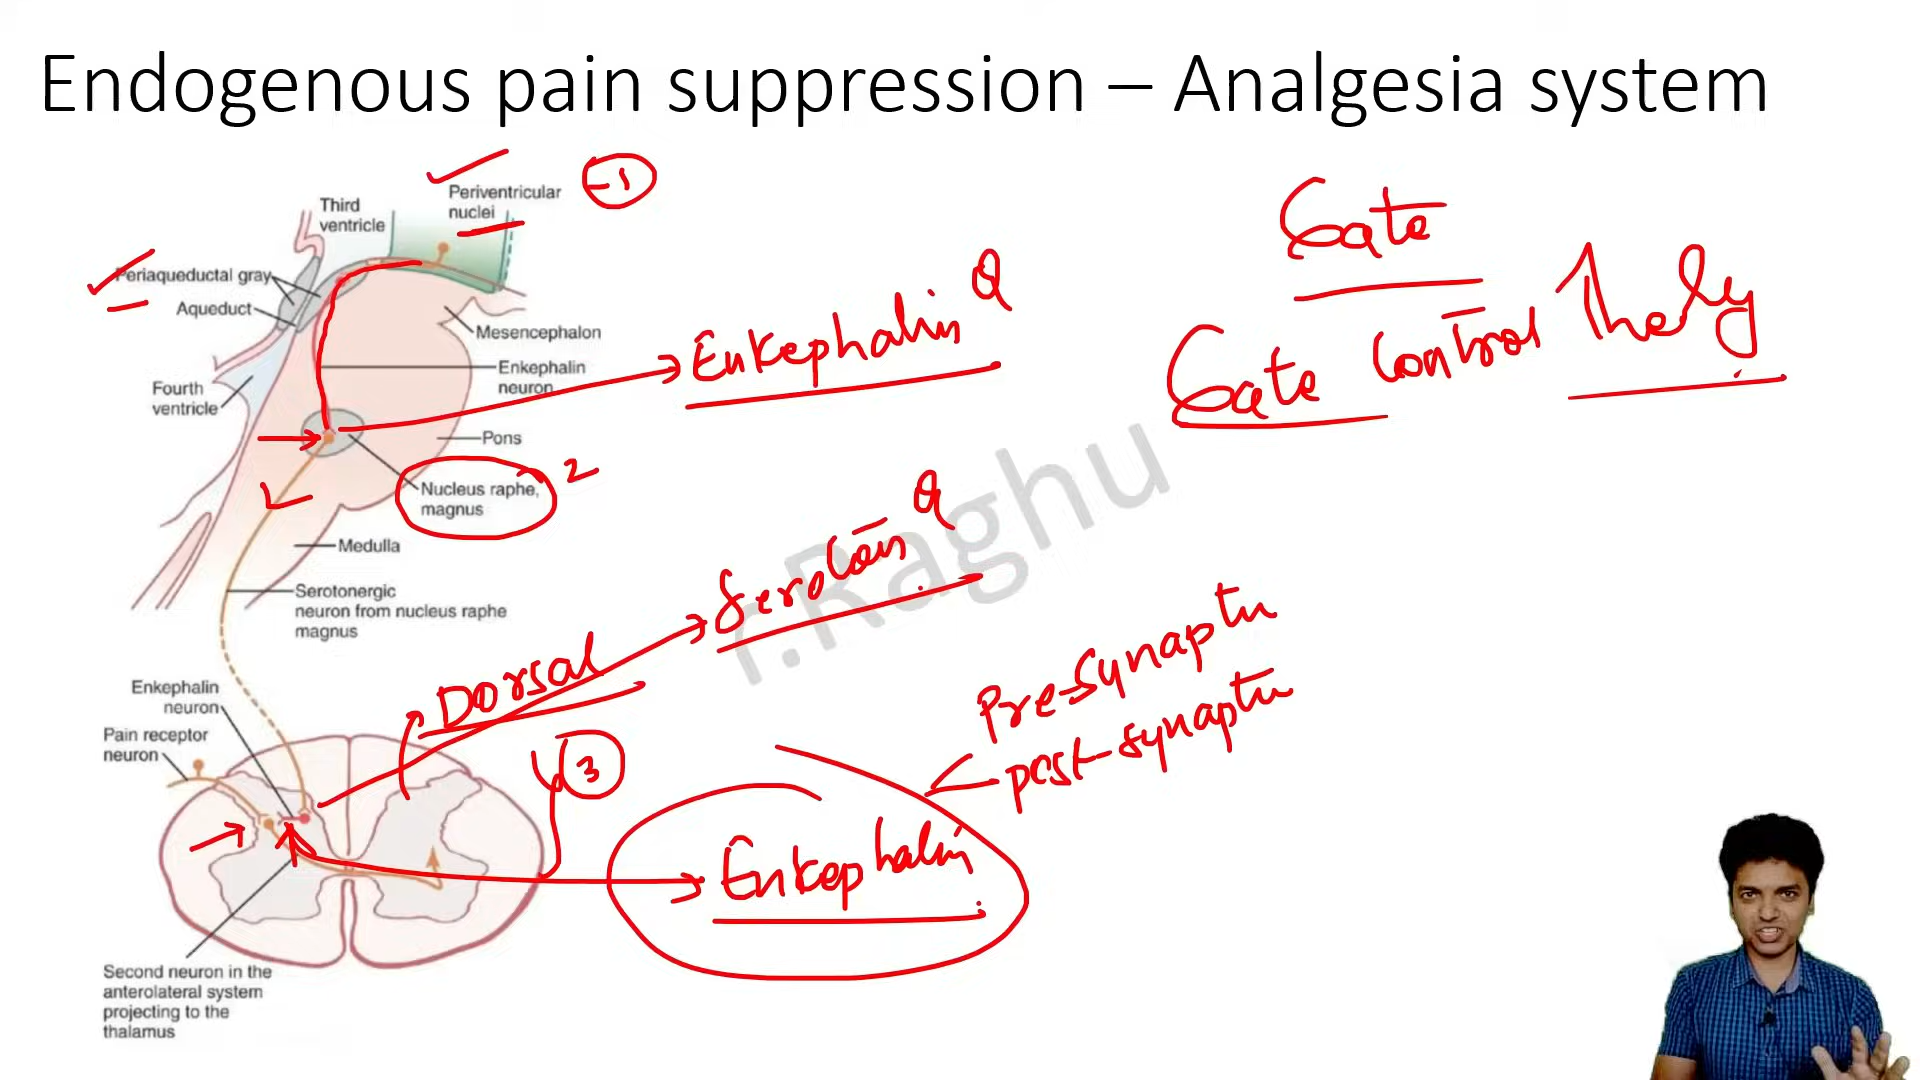 Endogenous pain suppression – Analgesia system
Third
ventricle
Periventricular
nuclei
1
Periaqueductal gray
Aqueduct
Mesencephalon
Enkephalin
neuron
Fourth
ventricle
Pons
Nucleus raphe,
magnus
2
Medulla
Serotonergic
neuron from nucleus raphe
magnus
Enkephalin
neuron
Pain receptor
neuron
Second neuron in the
anterolateral system
projecting to the
thalamus
Gate
Gate control Theory
Enkephalin
Serotonin
Dorsal
3
Pre-synaptic
post-synaptic
Enkephalin
r.Raghu